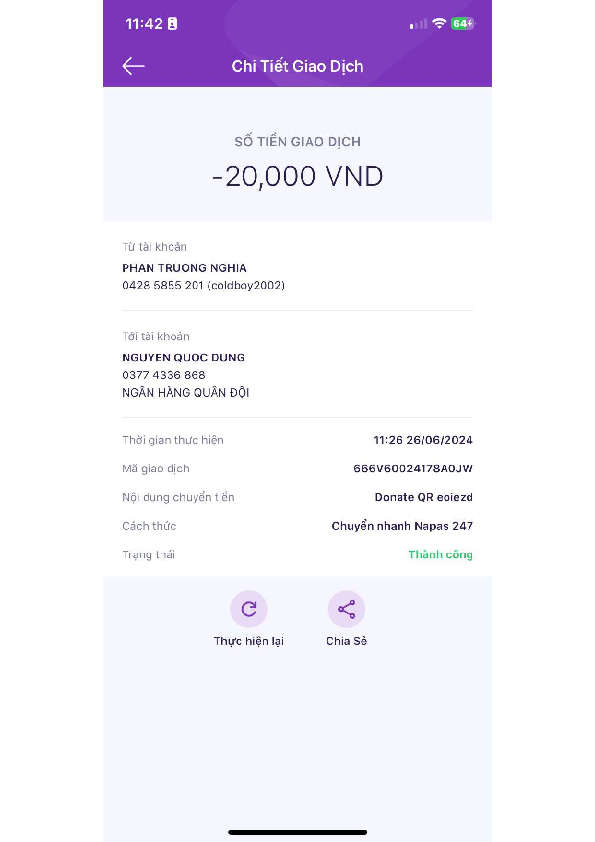 11:42
64
Chi Tiết Giao Dịch
SỐ TIỀN GIAO DỊCH
-20,000 VND
Từ tài khoản
PHAN TRUONG NGHIA
0428 5855 201 (coldboy2002)
Tới tài khoản
NGUYEN QUOC DUNG
0377 4336 868
NGÂN HÀNG QUÂN ĐỘI
Thời gian thực hiện 11:26 26/06/2024
Mã giao dịch 666V60024178A0JW
Nội dung chuyển tiền Donate QR eoiezd
Cách thức Chuyển nhanh Napas 247
Trạng thái Thành công
Thực hiện lại Chia Sẻ